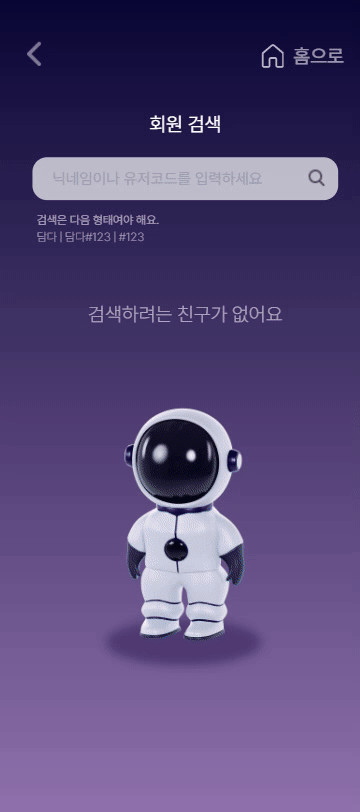 홈으로
회원 검색
닉네임이나 유저코드를 입력하세요
검색은 다음 형태여야 해요.
담다 | 담다#123 | #123
검색하려는 친구가 없어요